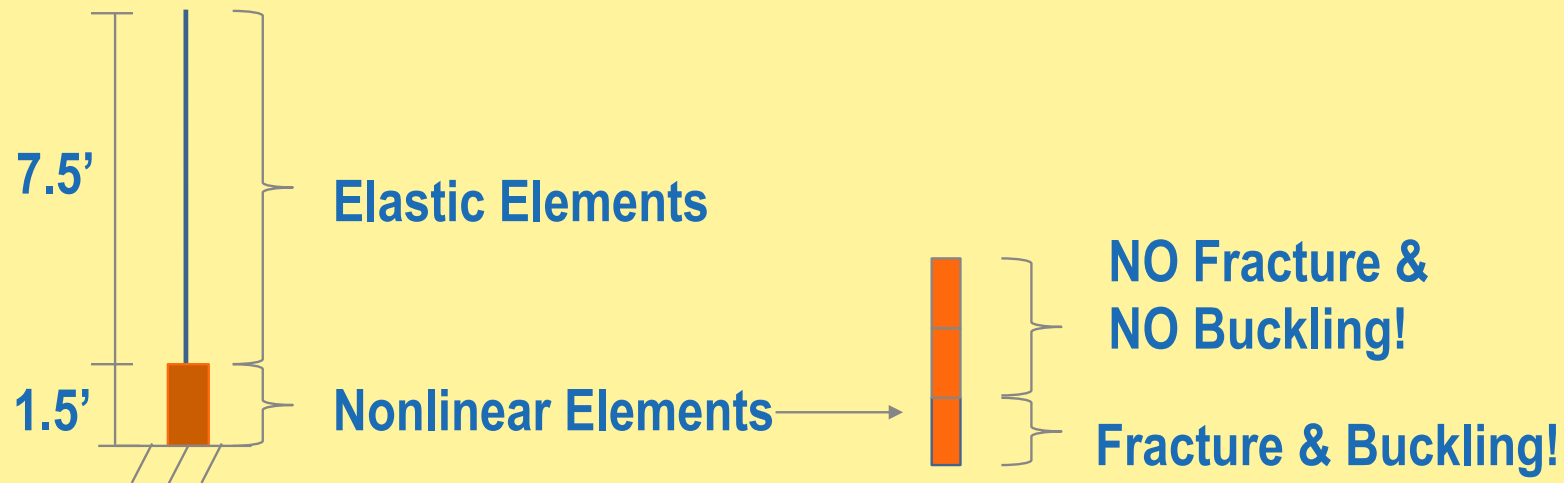 7.5’
Elastic Elements
1.5’
Nonlinear Elements
NO Fracture &
NO Buckling!
Fracture & Buckling!